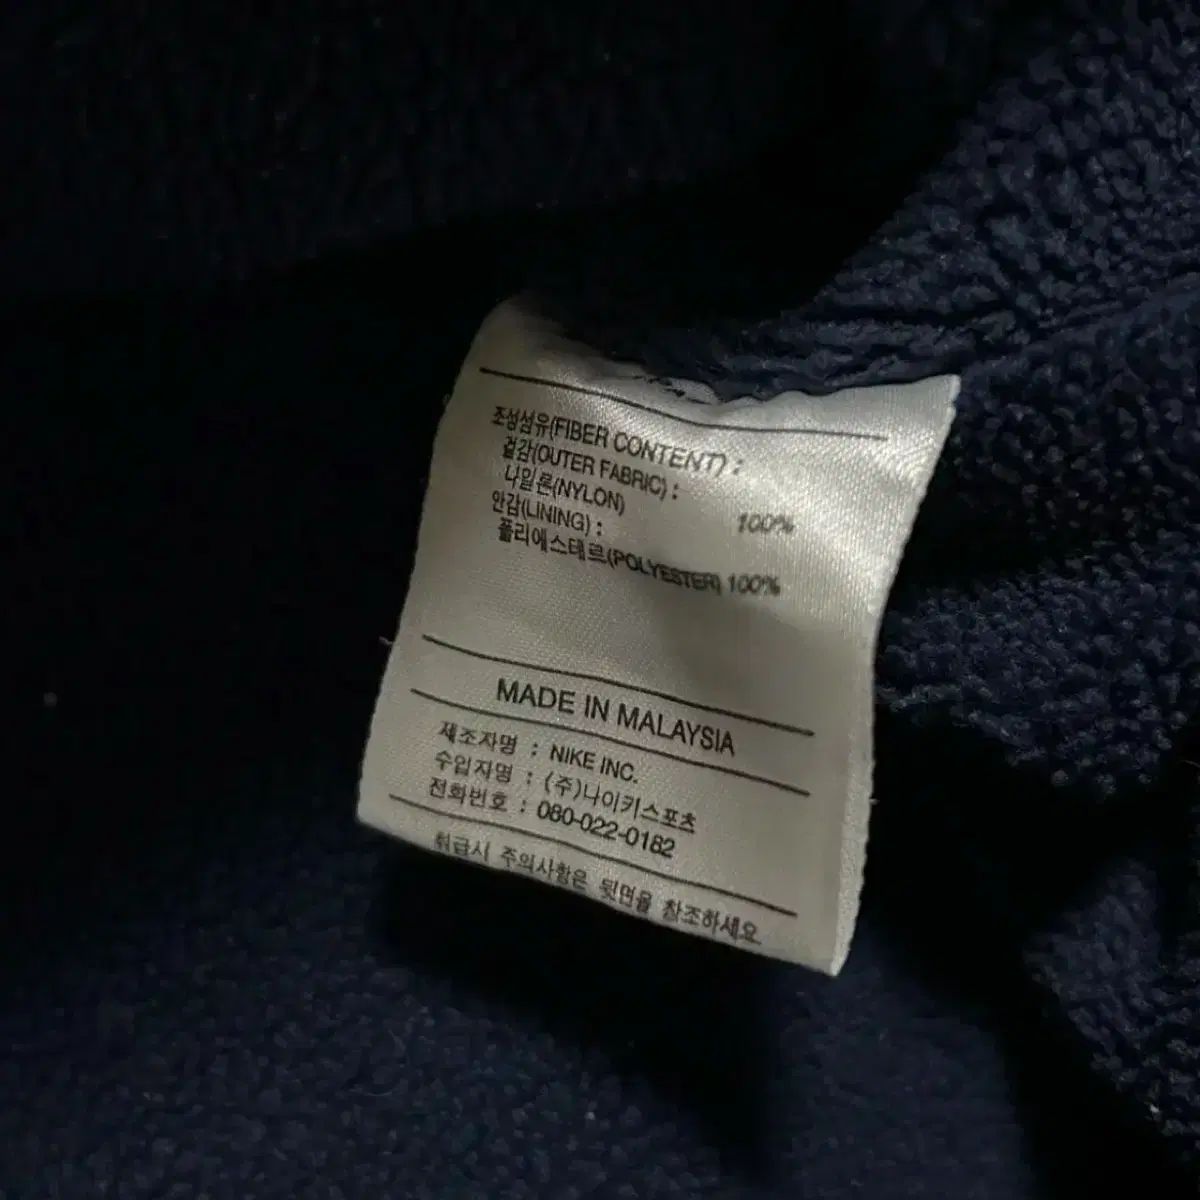 조성섬유(FIBER CONTENT) :
겉감(OUTER FABRIC) :
나일론(NYLON) 100%
안감(LINING) :
폴리에스테르(POLYESTER) 100%
MADE IN MALAYSIA
제조자명 : NIKE INC.
수입자명 : (주)나이키스포츠
전화번호 : 080-022-0182
취급시 주의사항은 뒷면을 참조하세요